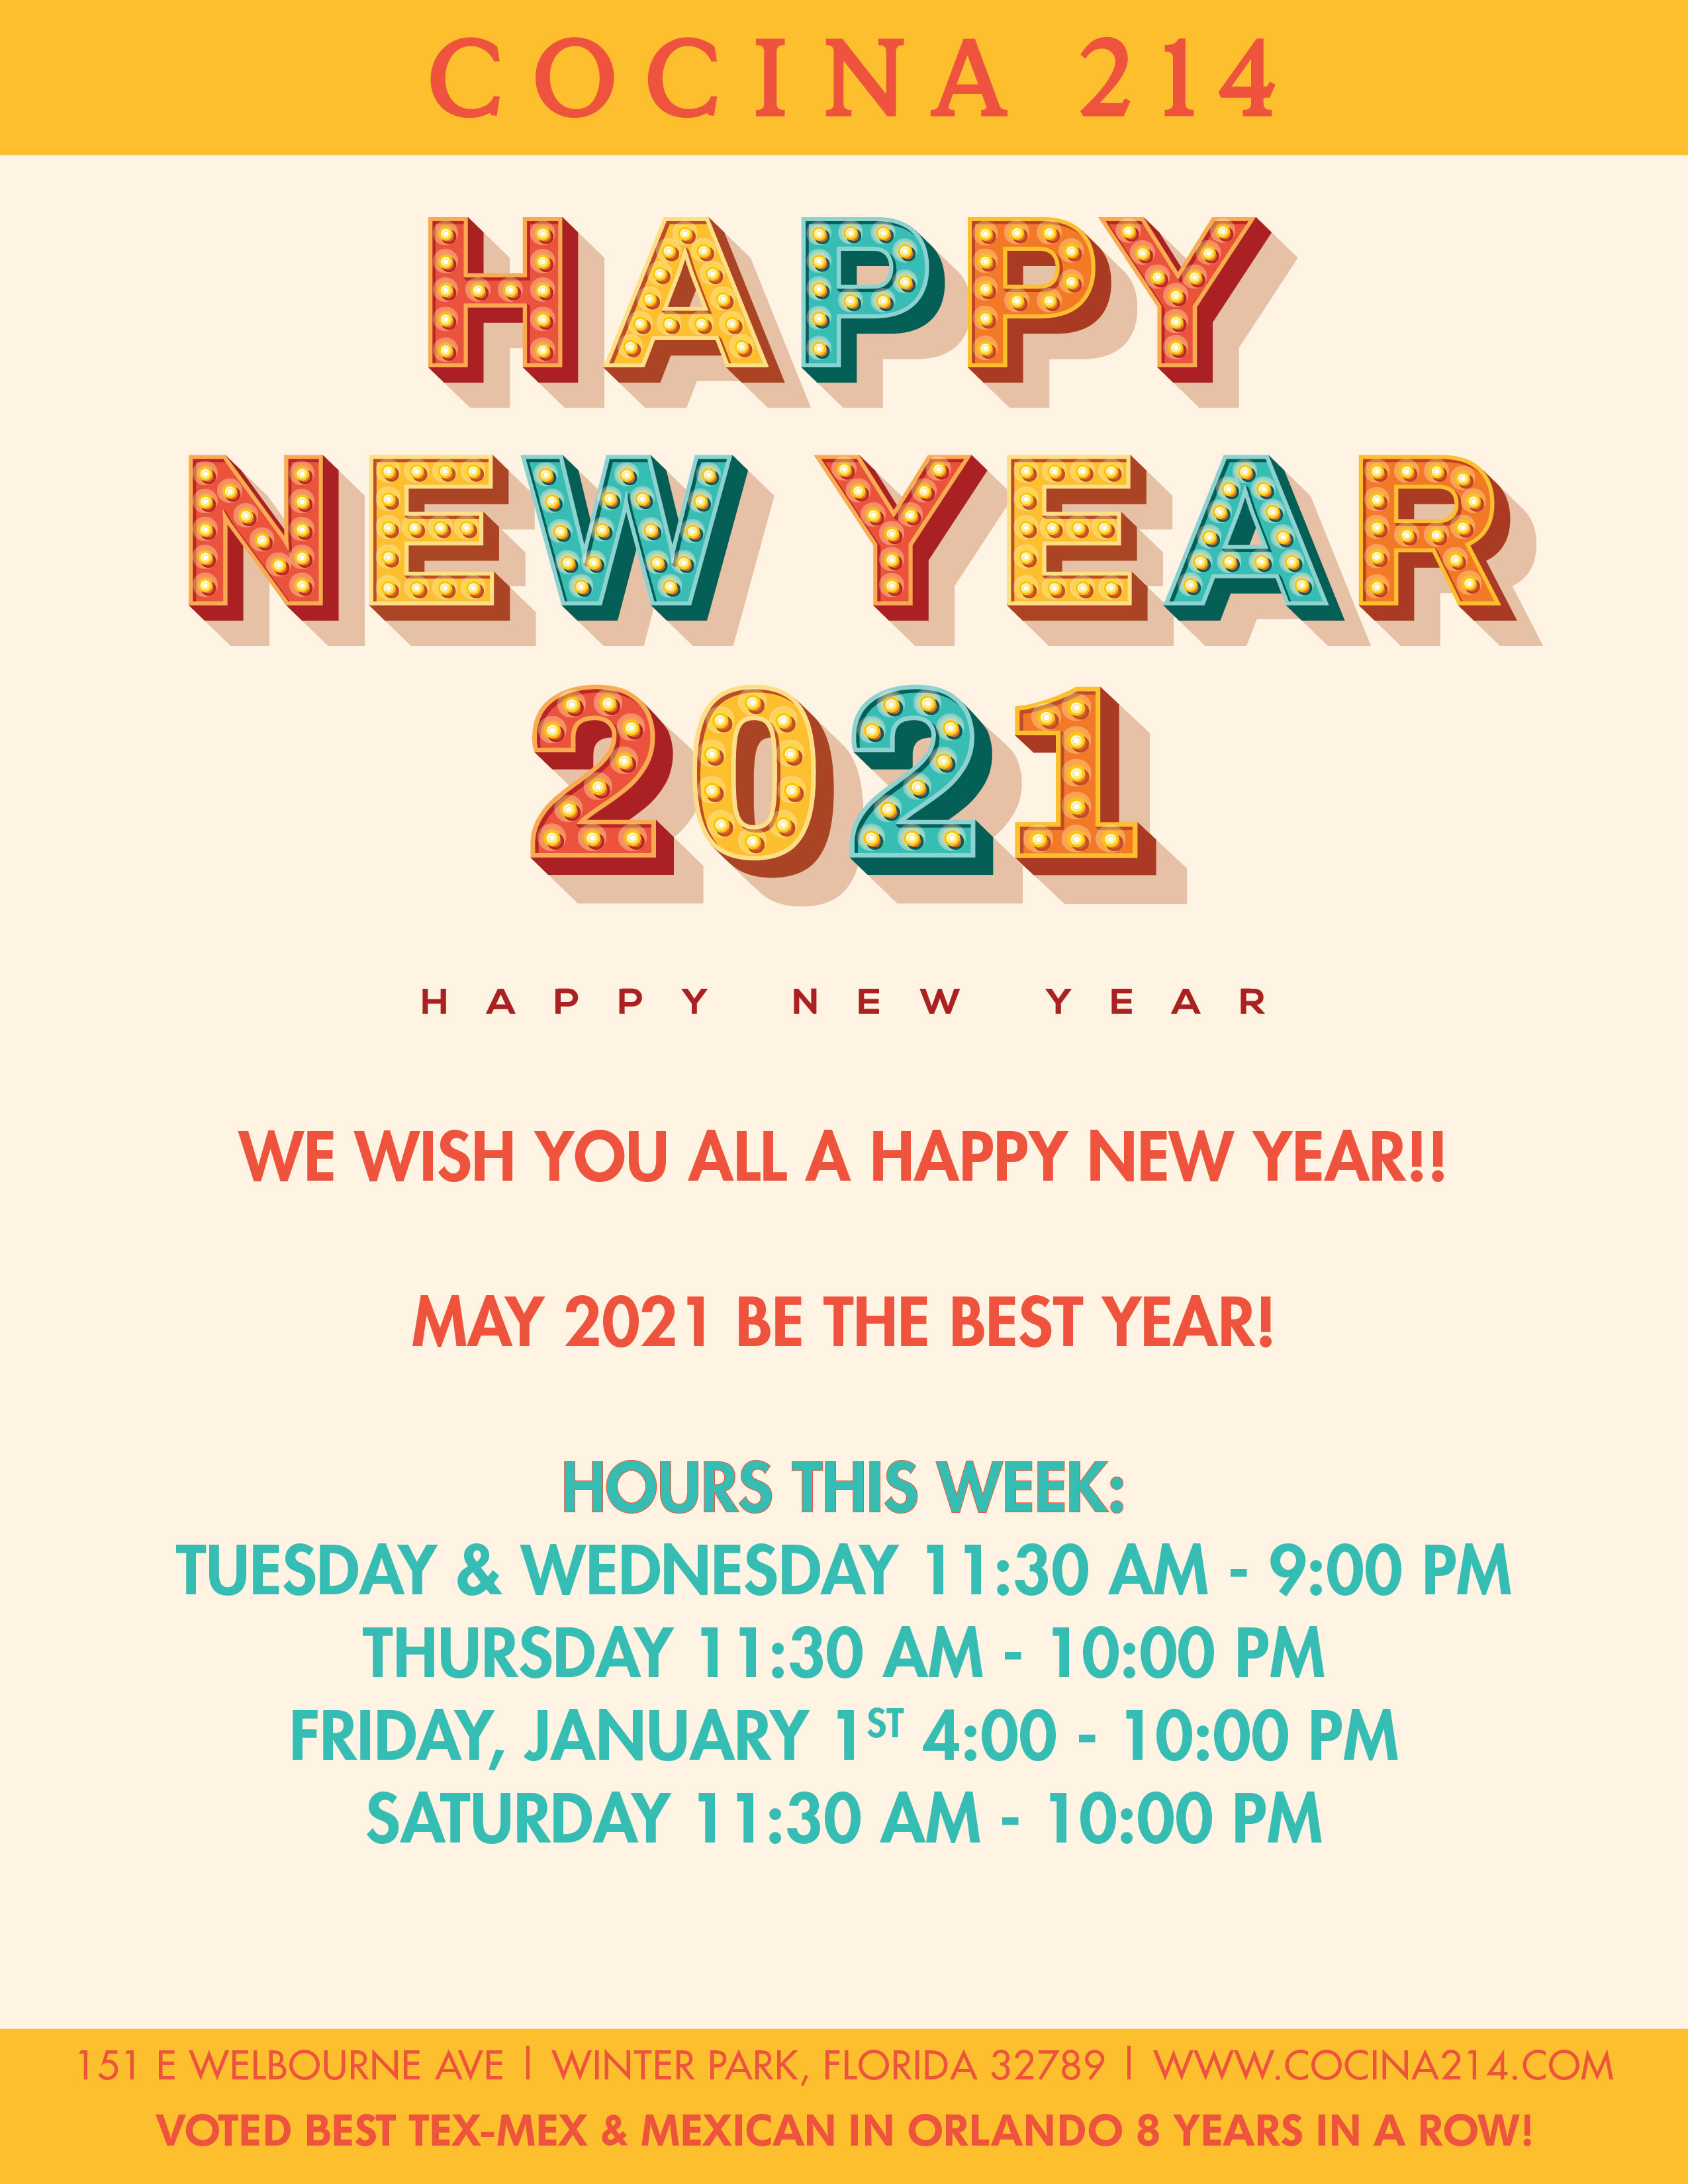 COCINA 214
HAPPY
NEW YEAR
2021
HAPPY NEW YEAR
WE WISH YOU ALL A HAPPY NEW YEAR!!
MAY 2021 BE THE BEST YEAR!
HOURS THIS WEEK:
TUESDAY & WEDNESDAY 11:30 AM - 9:00 PM
THURSDAY 11:30 AM - 10:00 PM
FRIDAY, JANUARY 1ST 4:00 - 10:00 PM
SATURDAY 11:30 AM - 10:00 PM
151 E WELBOURNE AVE | WINTER PARK, FLORIDA 32789 | WWW.COCINA214.COM
VOTED BEST TEX-MEX & MEXICAN IN ORLANDO 8 YEARS IN A ROW!